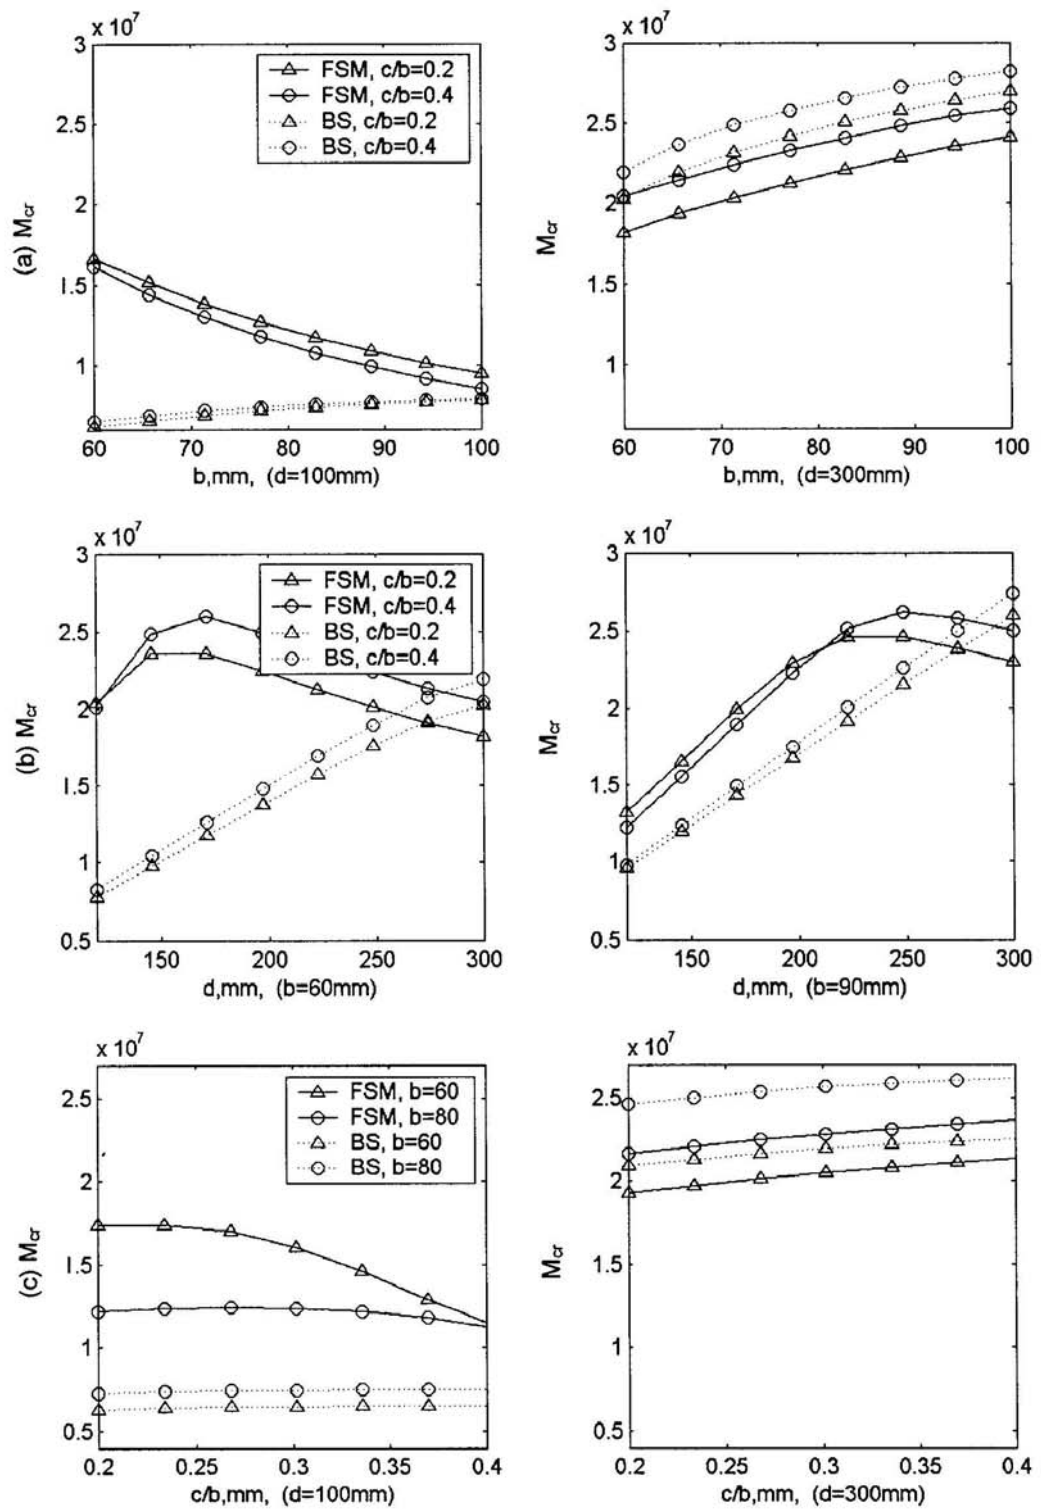 x 10^7
3
2.5
2
1.5
1
60 70 80 90 100
FSM, c/b=0.2
FSM, c/b=0.4
BS, c/b=0.2
BS, c/b=0.4
(a) Mcr
b,mm, (d=100mm)
x 10^7
3
2.5
2
1.5
1
60 70 80 90 100
Mcr
b,mm, (d=300mm)
x 10^7
3
2.5
2
1.5
1
0.5
150 200 250 300
FSM, c/b=0.2
FSM, c/b=0.4
BS, c/b=0.2
BS, c/b=0.4
(b) Mcr
d,mm, (b=60mm)
x 10^7
3
2.5
2
1.5
1
0.5
150 200 250 300
Mcr
d,mm, (b=90mm)
x 10^7
2.5
2
1.5
1
0.5
0.2 0.25 0.3 0.35 0.4
FSM, b=60
FSM, b=80
BS, b=60
BS, b=80
(c) Mcr
c/b,mm, (d=100mm)
x 10^7
2.5
2
1.5
1
0.5
0.2 0.25 0.3 0.35 0.4
Mcr
c/b,mm, (d=300mm)